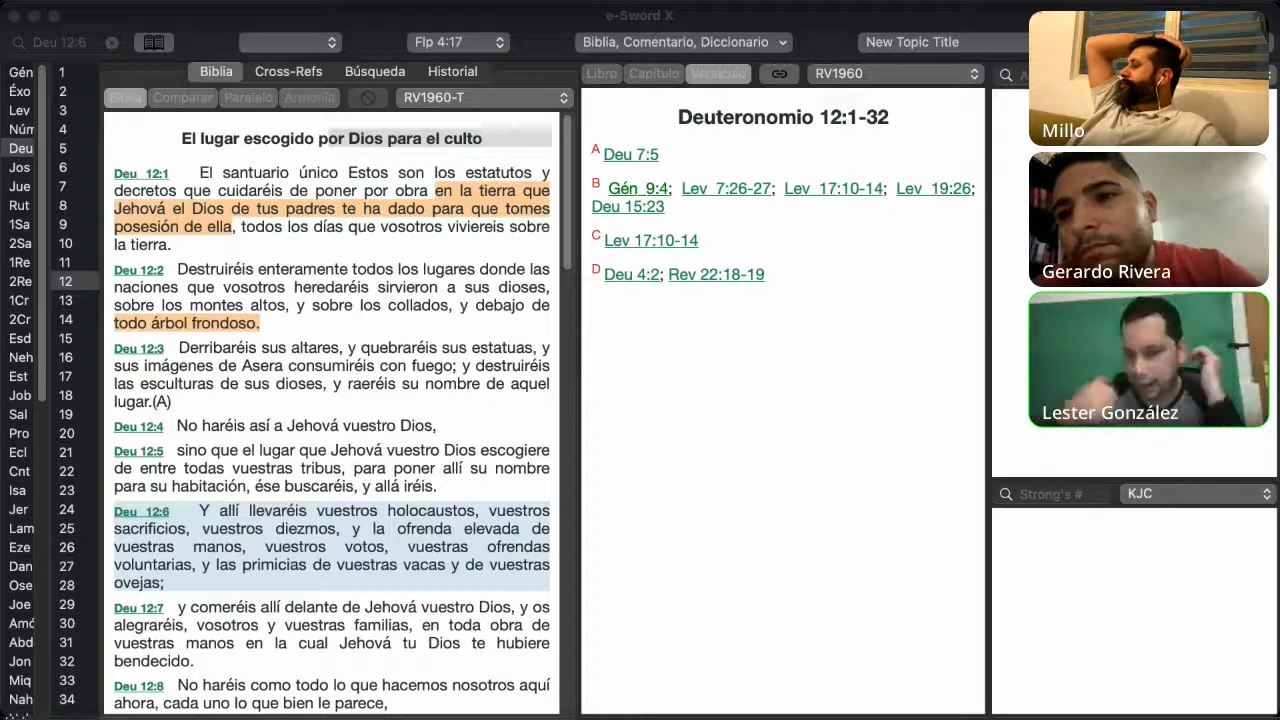 e-Sword X
Deu 12:6
Flp 4:17
Biblia, Comentario, Diccionario
New Topic Title
Biblia Cross-Refs Búsqueda Historial
Biblia Comparar Paralelo Armonía RV1960-T
Libro Capítulo Versículo RV1960
Gén 1
Éxo 2
Lev 3
Núm 4
Deu 5
Jos 6
Jue 7
Rut 8
1Sa 9
2Sa 10
1Re 11
2Re 12
1Cr 13
2Cr 14
Esd 15
Neh 16
Est 17
Job 18
Sal 19
Pro 20
Ecl 21
Cnt 22
Isa 23
Jer 24
Lam 25
Eze 26
Dan 27
Ose 28
Joe 29
Amó 30
Abd 31
Jon 32
Miq 33
Nah 34
El lugar escogido por Dios para el culto
Deu 12:1 El santuario único Estos son los estatutos y
decretos que cuidaréis de poner por obra en la tierra que
Jehová el Dios de tus padres te ha dado para que tomes
posesión de ella, todos los días que vosotros viviereis sobre
la tierra.
Deu 12:2 Destruiréis enteramente todos los lugares donde las
naciones que vosotros heredaréis sirvieron a sus dioses,
sobre los montes altos, y sobre los collados, y debajo de
todo árbol frondoso.
Deu 12:3 Derribaréis sus altares, y quebraréis sus estatuas, y
sus imágenes de Asera consumiréis con fuego; y destruiréis
las esculturas de sus dioses, y raeréis su nombre de aquel
lugar.(A)
Deu 12:4 No haréis así a Jehová vuestro Dios,
Deu 12:5 sino que el lugar que Jehová vuestro Dios escogiere
de entre todas vuestras tribus, para poner allí su nombre
para su habitación, ése buscaréis, y allá iréis.
Deu 12:6 Y allí llevaréis vuestros holocaustos, vuestros
sacrificios, vuestros diezmos, y la ofrenda elevada de
vuestras manos, vuestros votos, vuestras ofrendas
voluntarias, y las primicias de vuestras vacas y de vuestras
ovejas;
Deu 12:7 y comeréis allí delante de Jehová vuestro Dios, y os
alegraréis, vosotros y vuestras familias, en toda obra de
vuestras manos en la cual Jehová tu Dios te hubiere
bendecido.
Deu 12:8 No haréis como todo lo que hacemos nosotros aquí
ahora, cada uno lo que bien le parece,
Deuteronomio 12:1-32
A Deu 7:5
B Gén 9:4; Lev 7:26-27; Lev 17:10-14; Lev 19:26;
Deu 15:23
C Lev 17:10-14
D Deu 4:2; Rev 22:18-19
Millo
Gerardo Rivera
Lester González
Strong's # KJC